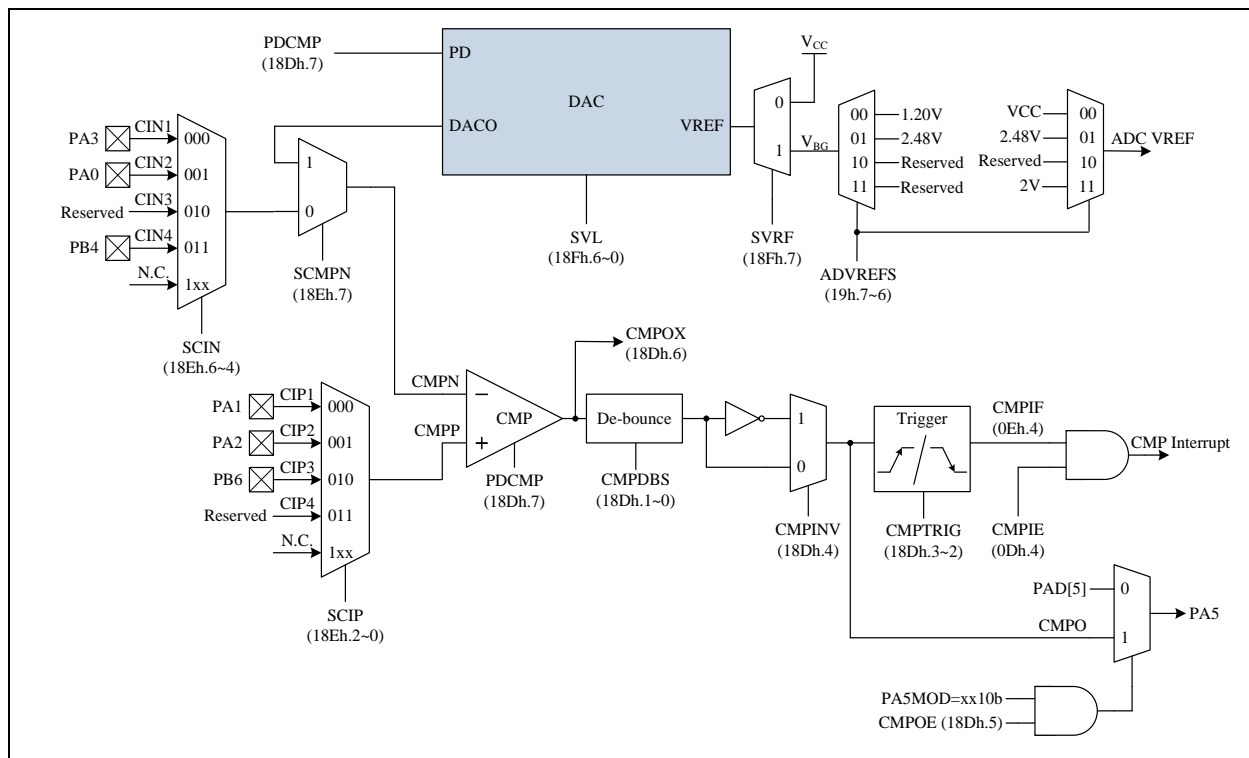 PDCMP
(18Dh.7)
PD
DAC
DACO
VREF
SVL
(18Fh.6~0)
VCC
0
1
VBG
SVRF
(18Fh.7)
00
01
10
11
1.20V
2.48V
Reserved
Reserved
VCC
2.48V
Reserved
2V
00
01
10
11
ADC VREF
ADVREFS
(19h.7~6)
PA3
CIN1
000
PA0
CIN2
001
Reserved
CIN3
010
PB4
CIN4
011
N.C.
1xx
SCIN
(18Eh.6~4)
1
0
SCMPN
(18Eh.7)
PA1
CIP1
000
PA2
CIP2
001
PB6
CIP3
010
Reserved
CIP4
011
N.C.
1xx
SCIP
(18Eh.2~0)
CMPN
CMPP
−
+
CMP
PDCMP
(18Dh.7)
CMPOX
(18Dh.6)
De-bounce
CMPDBS
(18Dh.1~0)
1
0
CMPINV
(18Dh.4)
Trigger
CMPTRIG
(18Dh.3~2)
CMPIF
(0Eh.4)
CMP Interrupt
CMPIE
(0Dh.4)
PAD[5]
0
CMPO
1
PA5
PA5MOD=xx10b
CMPOE (18Dh.5)